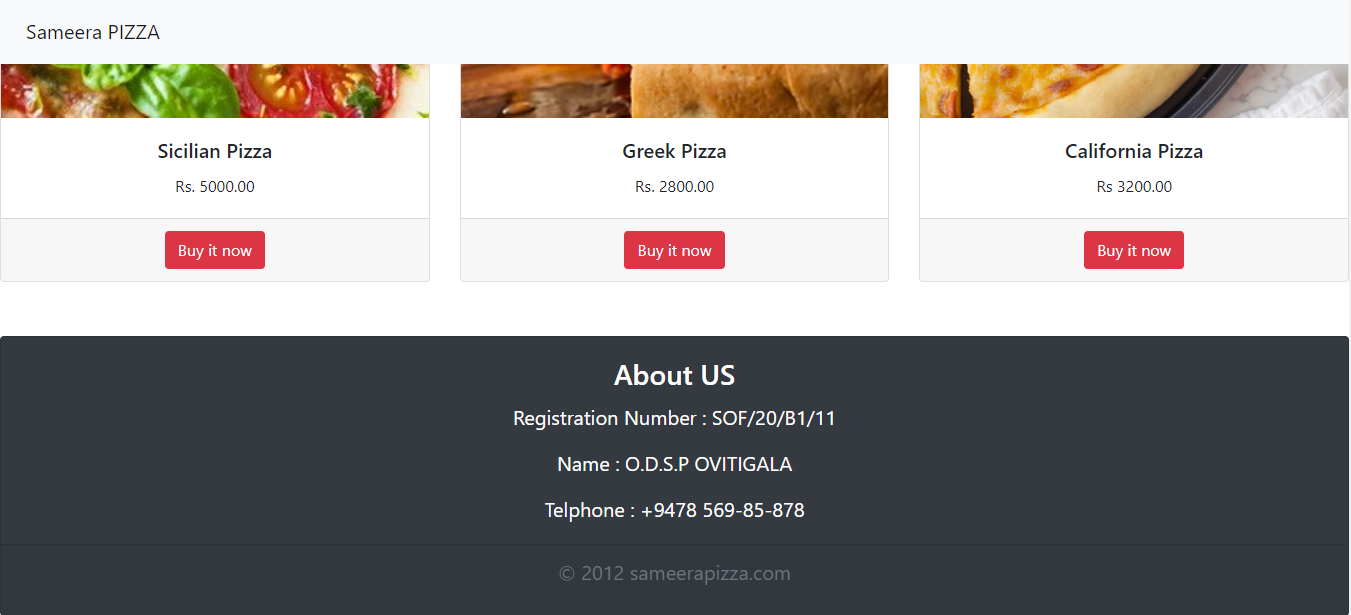 Sameera PIZZA
Sicilian Pizza
Greek Pizza
California Pizza
Rs. 5000.00
Rs. 2800.00
Rs 3200.00
Buy it now
Buy it now
Buy it now
About US
Registration Number : SOF/20/B1/11
Name : O.D.S.P OVITIGALA
Telphone : +9478 569-85-878
© 2012 sameerapizza.com